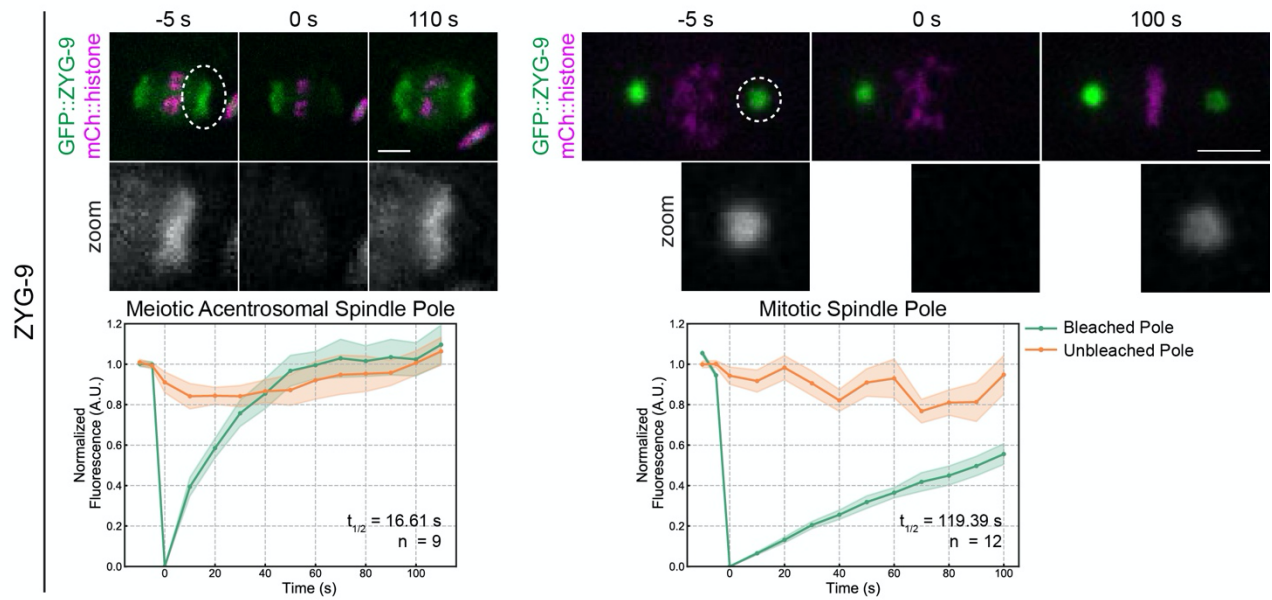 ZYG-9
GFP::ZYG-9
mCh::histone
-5 s
0 s
110 s
zoom
Meiotic Acentrosomal Spindle Pole
Normalized
Fluorescence (A.U.)
1.2
1.0
0.8
0.6
0.4
0.2
0.0
t1/2 = 16.61 s
n = 9
0 20 40 60 80 100
Time (s)
GFP::ZYG-9
mCh::histone
-5 s
0 s
100 s
zoom
Mitotic Spindle Pole
Normalized
Fluorescence (A.U.)
1.2
1.0
0.8
0.6
0.4
0.2
0.0
t1/2 = 119.39 s
n = 12
0 20 40 60 80 100
Time (s)
Bleached Pole
Unbleached Pole